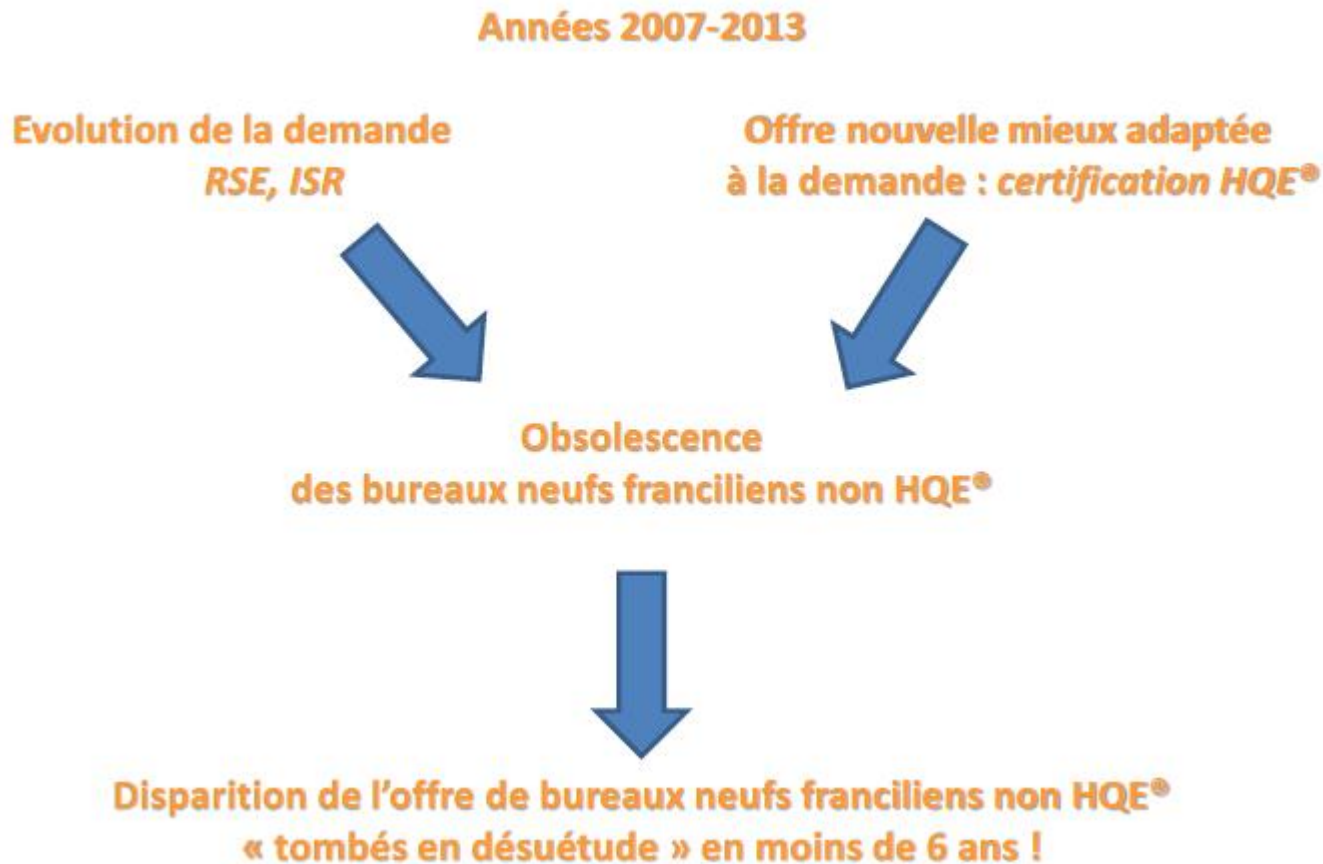 Années 2007-2013
Evolution de la demande
RSE, ISR
Offre nouvelle mieux adaptée
à la demande : certification HQE®
Obsolescence
des bureaux neufs franciliens non HQE®
Disparition de l’offre de bureaux neufs franciliens non HQE®
« tombés en désuétude » en moins de 6 ans !